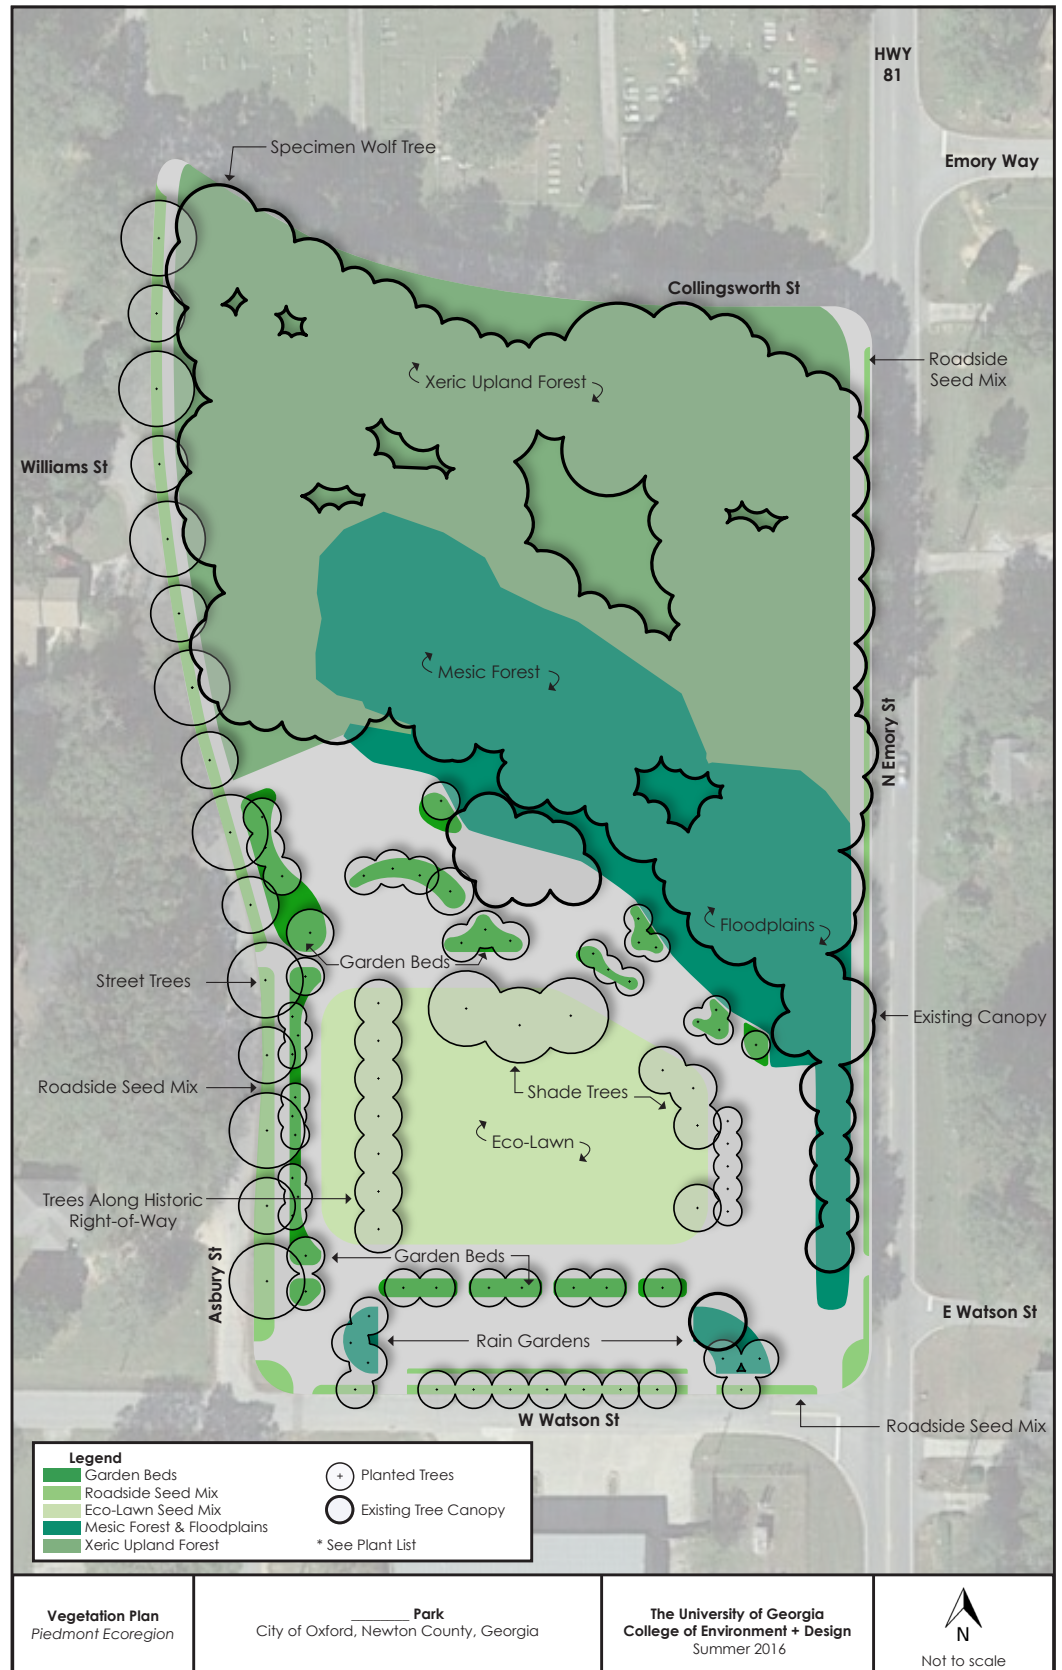 HWY
81
Emory Way
Specimen Wolf Tree
Collingsworth St
Roadside
Seed Mix
Xeric Upland Forest
Williams St
Mesic Forest
N Emory St
Floodplains
Garden Beds
Street Trees
Existing Canopy
Roadside Seed Mix
Shade Trees
Eco-Lawn
Trees Along Historic
Right-of-Way
Garden Beds
Asbury St
E Watson St
Rain Gardens
W Watson St
Roadside Seed Mix
Legend
Garden Beds
Roadside Seed Mix
Eco-Lawn Seed Mix
Mesic Forest & Floodplains
Xeric Upland Forest
Planted Trees
Existing Tree Canopy
* See Plant List
Vegetation Plan
Piedmont Ecoregion
________ Park
City of Oxford, Newton County, Georgia
The University of Georgia
College of Environment + Design
Summer 2016
N
Not to scale